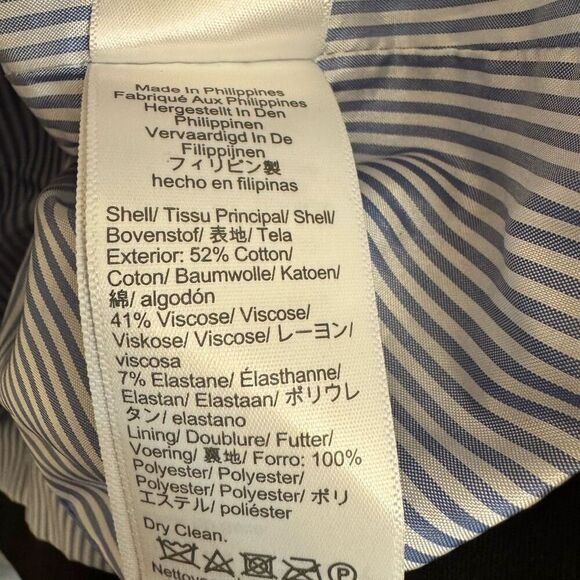 Made In Philippines
Fabriqué Aux Philippines
Hergestellt In Den
Philippinen
Vervaardigd In De
Filippijnen
フィリピン製
hecho en filipinas
Shell/ Tissu Principal/ Shell/
Bovenstof/ 表地/ Tela
Exterior: 52% Cotton/
Coton/ Baumwolle/ Katoen/
綿/ algodón
41% Viscose/ Viscose/
Viskose/ Viscose/ レーヨン/
viscosa
7% Elastane/ Élasthanne/
Elastan/ Elastaan/ ポリウレ
タン/ elastano
Lining/ Doublure/ Futter/
Voering/ 裏地/ Forro: 100%
Polyester/ Polyester/
Polyester/ Polyester/ ポリ
エステル/ poliéster
Dry Clean.
P